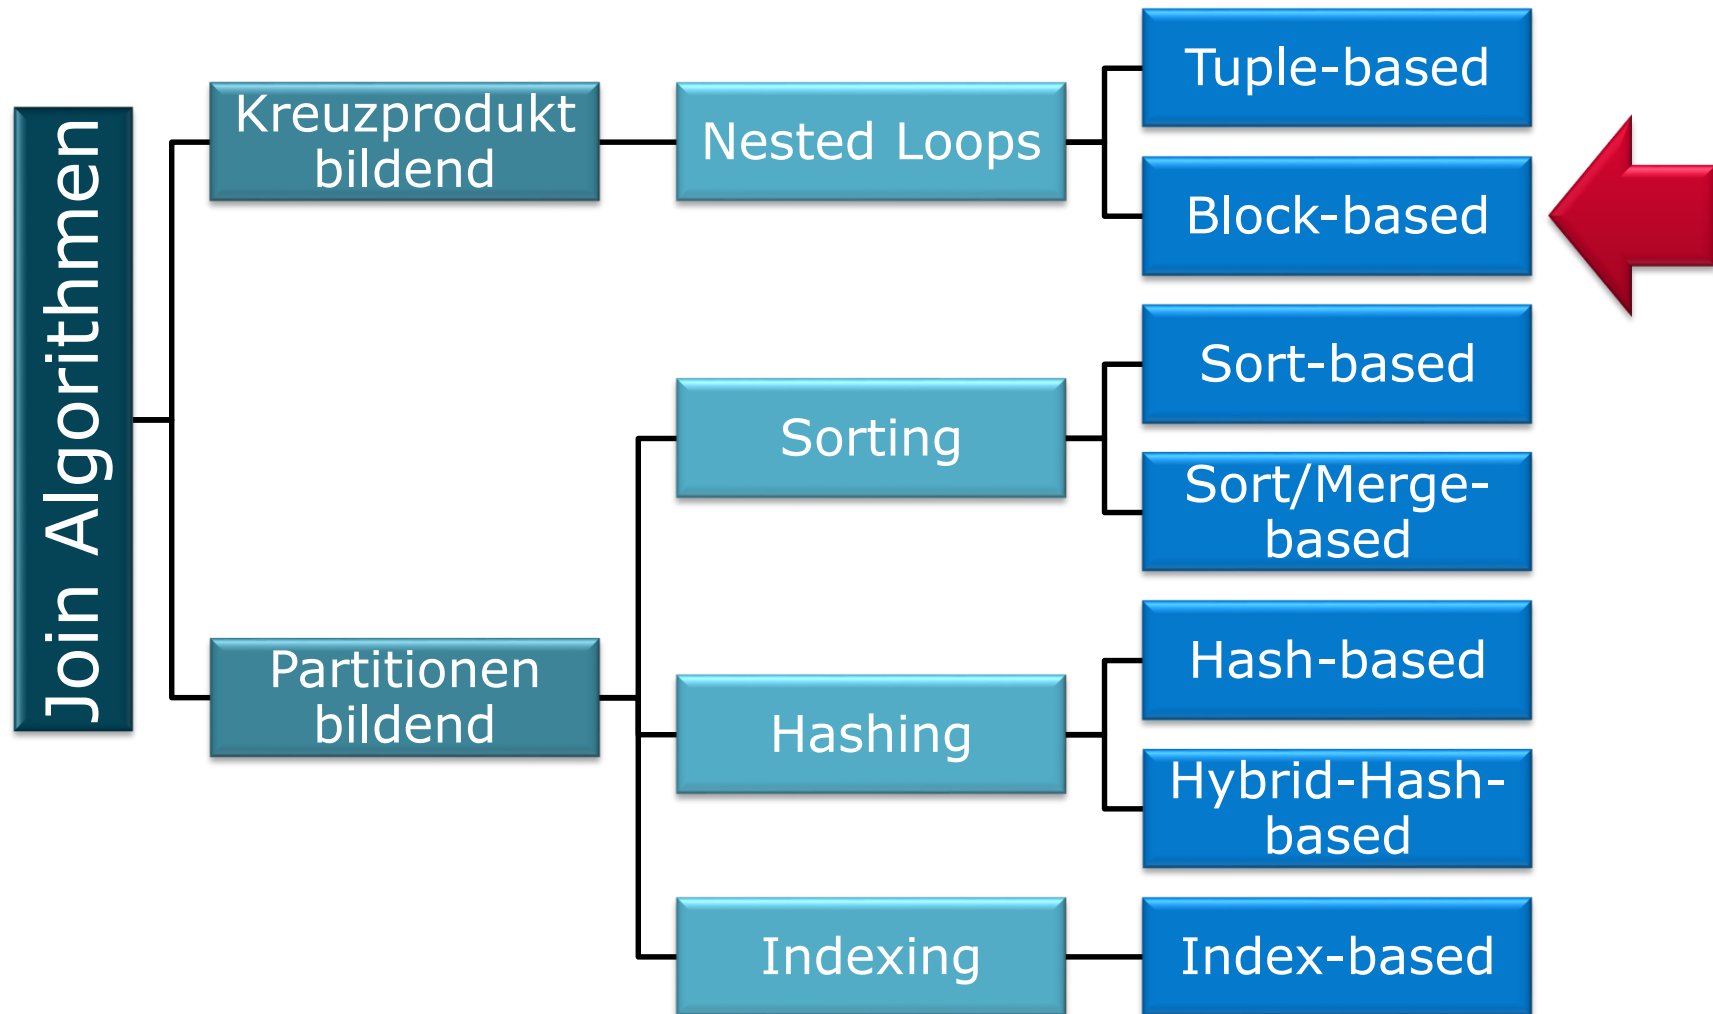 Join Algorithmen
Kreuzprodukt
bildend
Nested Loops
Tuple-based
Block-based
Partitionen
bildend
Sorting
Sort-based
Sort/Merge-
based
Hashing
Hash-based
Hybrid-Hash-
based
Indexing
Index-based